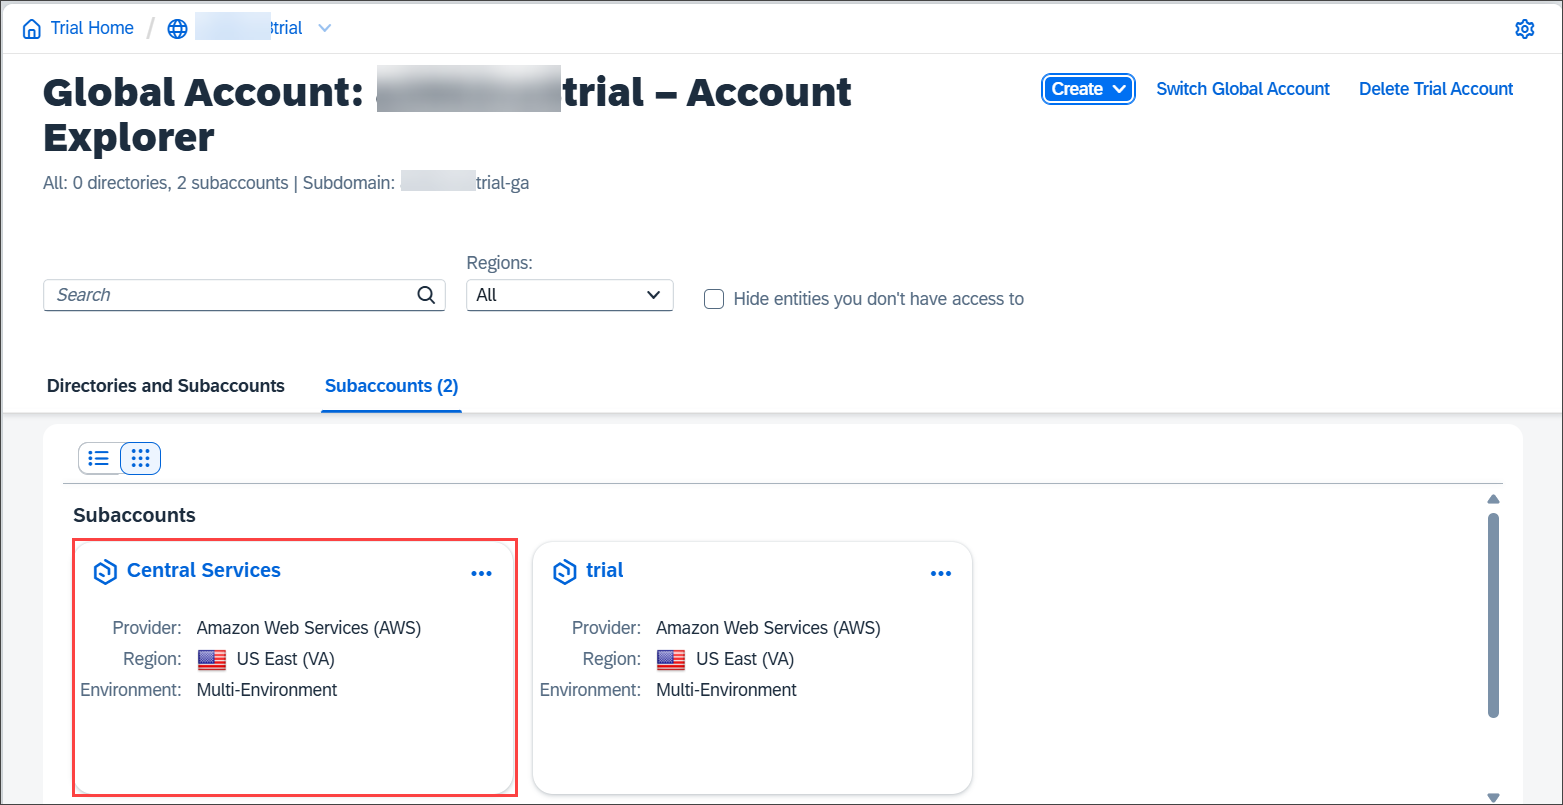 Trial Home / trial
Global Account: trial – Account
Explorer
Create
Switch Global Account
Delete Trial Account
All: 0 directories, 2 subaccounts | Subdomain: trial-ga
Regions:
Search
All
Hide entities you don't have access to
Directories and Subaccounts
Subaccounts (2)
Subaccounts
Central Services
Provider: Amazon Web Services (AWS)
Region: US East (VA)
Environment: Multi-Environment
trial
Provider: Amazon Web Services (AWS)
Region: US East (VA)
Environment: Multi-Environment